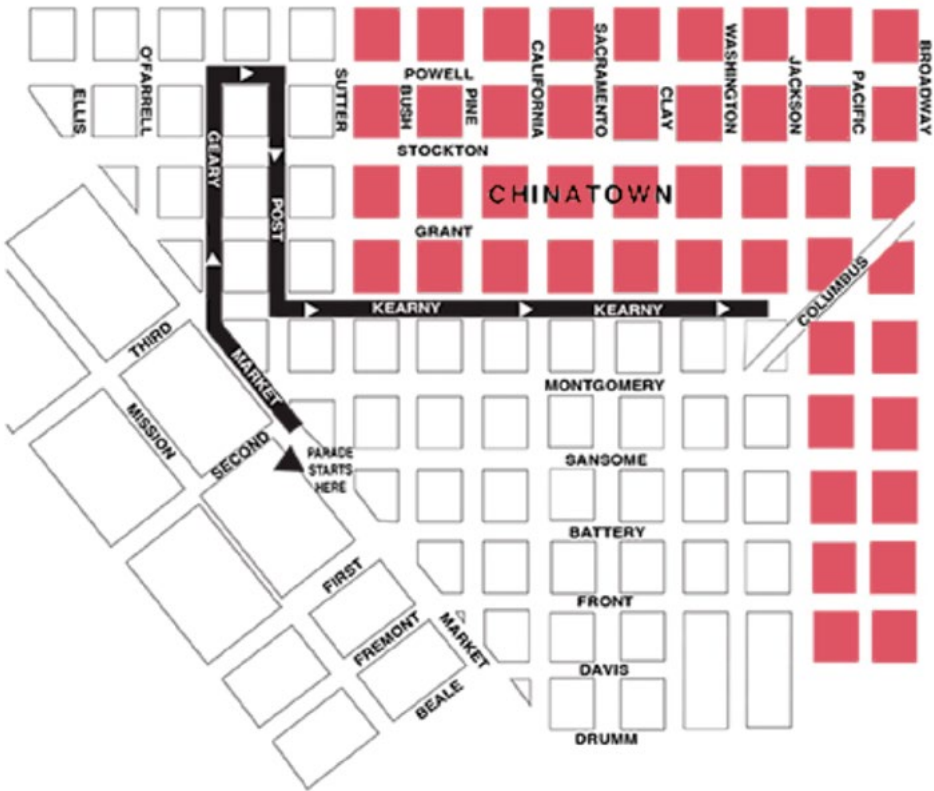 O'FARRELL
ELLIS
SUTTER
POWELL
BUSH
PINE
CALIFORNIA
SACRAMENTO
CLAY
WASHINGTON
JACKSON
PACIFIC
BROADWAY
STOCKTON
GEARY
POST
CHINATOWN
GRANT
COLUMBUS
KEARNY
KEARNY
THIRD
MARKET
MONTGOMERY
MISSION
SECOND
PARADE
STARTS
HERE
SANSOME
BATTERY
FIRST
FRONT
FREMONT
MARKET
DAVIS
BEALE
DRUMM